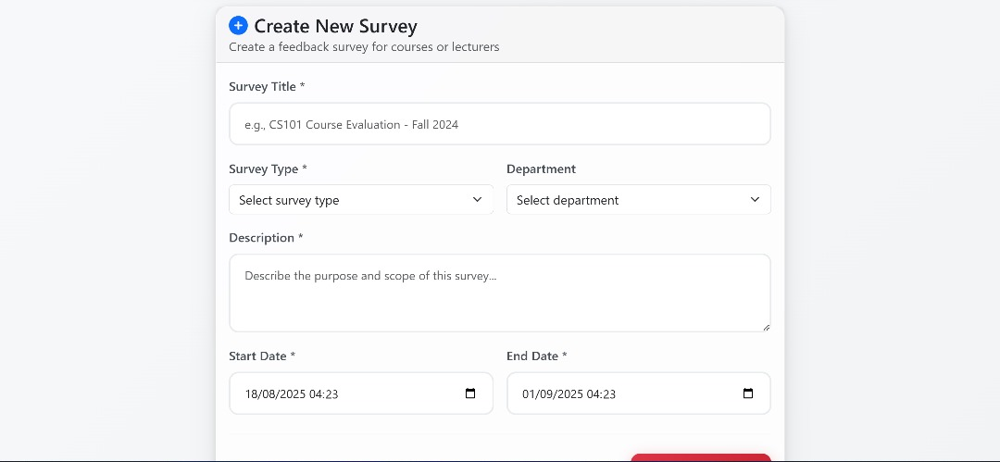 Create New Survey
Create a feedback survey for courses or lecturers
Survey Title *
e.g., CS101 Course Evaluation - Fall 2024
Survey Type *
Department
Select survey type
Select department
Description *
Describe the purpose and scope of this survey...
Start Date *
End Date *
18/08/2025 04:23
01/09/2025 04:23